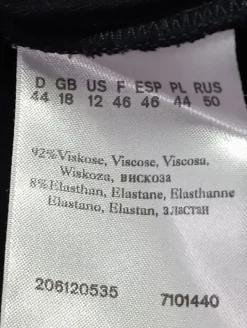 D GB US F ESP PL RUS
44 18 12 46 46 44 50
92%Viskose, Viscose, Viscosa,
Wiskoza, вискоза
8%Elasthan, Elastane, Elasthanne
Elastano, Elastan, эластан
206120535 7101440